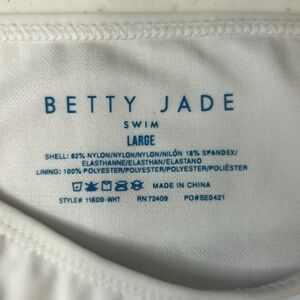 BETTY JADE
SWIM
LARGE
SHELL: 82% NYLON/NYLON/NYLON/NILÓN 18% SPANDEX/
ELASTHANNE/ELASTHAN/ELASTANO
LINING: 100% POLYESTER/POLYESTER/POLYESTER/POLIÉSTER
MADE IN CHINA
STYLE# 11609-WHT RN 72409 PO#SE0421